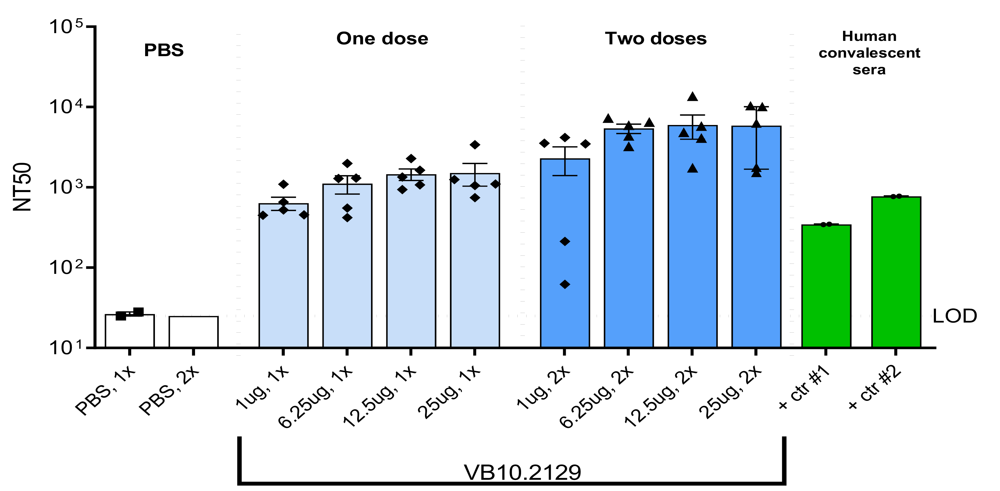 PBS
One dose
Two doses
Human
convalescent
sera
NT50
10⁵
10⁴
10³
10²
10¹
LOD
PBS, 1x
PBS, 2x
1ug, 1x
6.25ug, 1x
12.5ug, 1x
25ug, 1x
1ug, 2x
6.25ug, 2x
12.5ug, 2x
25ug, 2x
+ ctr #1
+ ctr #2
VB10.2129